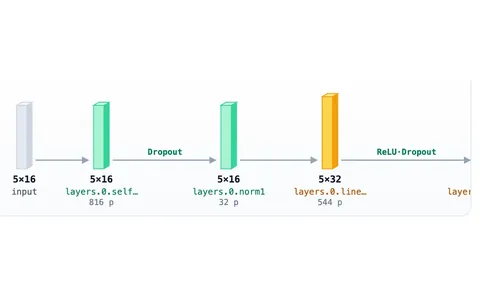 Dropout
ReLU·Dropout
5×16
5×16
5×16
5×32
input
layers.0.self…
layers.0.norm1
layers.0.line…
layer
816 p
32 p
544 p